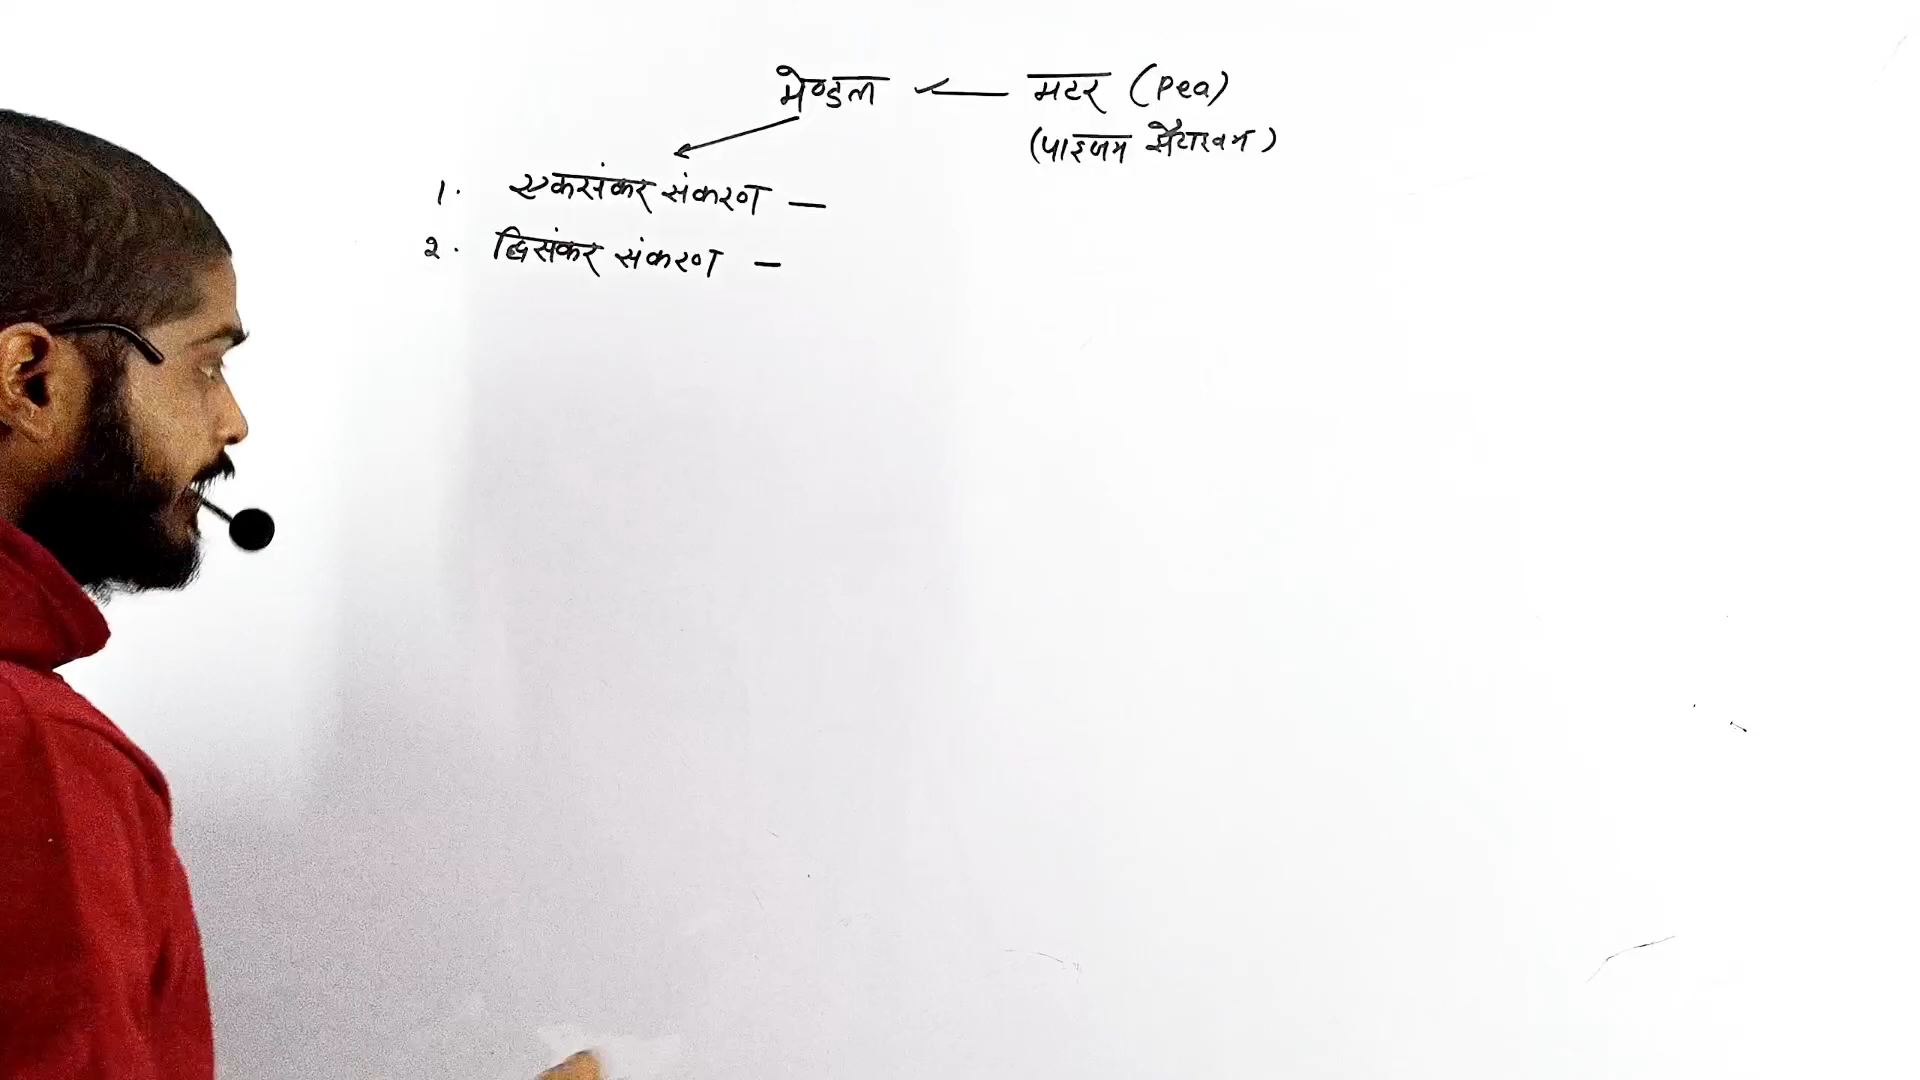 मेण्डल ← मटर (Pea)
(पाइजम सैटाइवम)
1. एकसंकर संकरण —
2. द्विसंकर संकरण —